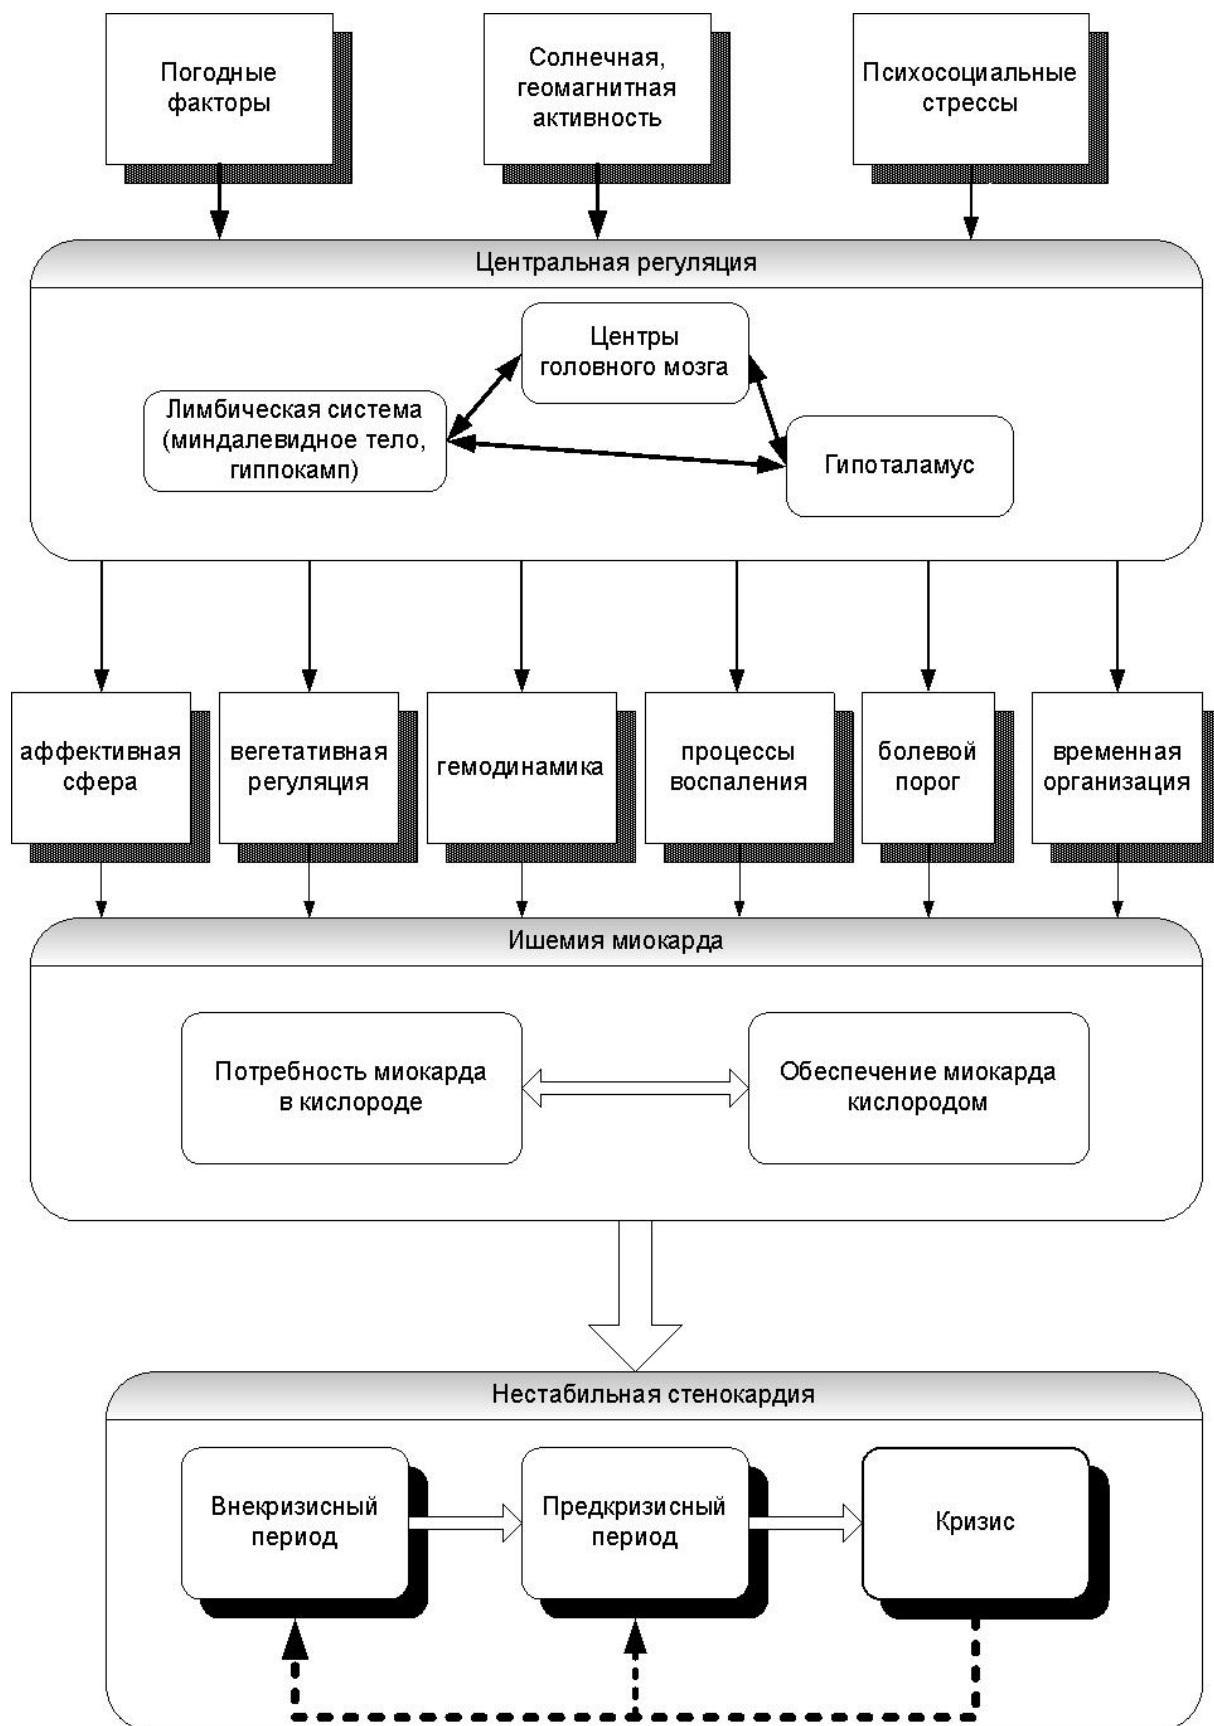 Погодные
факторы
Солнечная,
геомагнитная
активность
Психосоциальные
стрессы
Центральная регуляция
Центры
головного мозга
Лимбическая система
(миндалевидное тело,
гиппокамп)
Гипоталамус
аффективная
сфера
вегетативная
регуляция
гемодинамика
процессы
воспаления
болевой
порог
временная
организация
Ишемия миокарда
Потребность миокарда
в кислороде
Обеспечение миокарда
кислородом
Нестабильная стенокардия
Внекризисный
период
Предкризисный
период
Кризис